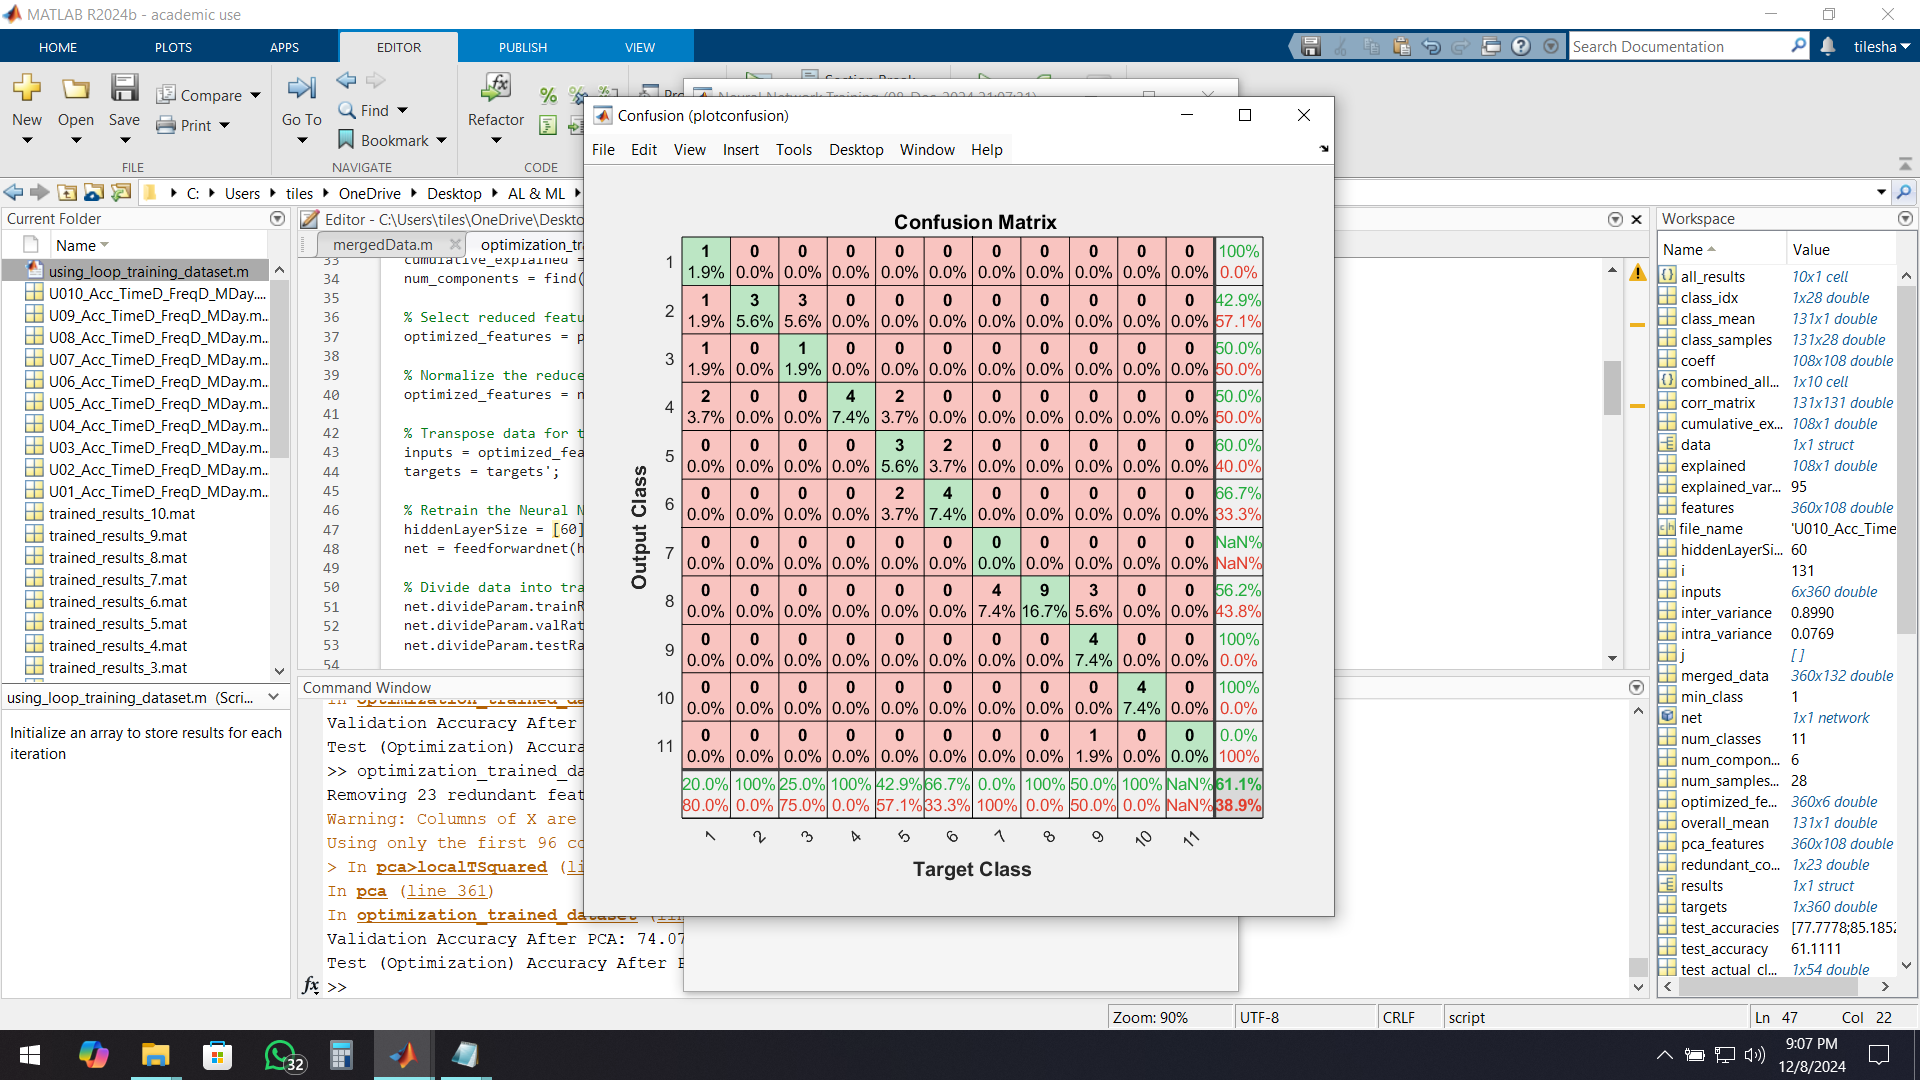 MATLAB R2024b - academic use
HOME PLOTS APPS EDITOR PUBLISH VIEW
Search Documentation
tilesha
New Open Save Compare Print
FILE
Go To Find Bookmark
NAVIGATE
Refactor
CODE
C: Users tiles OneDrive Desktop AL & ML
Current Folder
Name
using_loop_training_dataset.m
U010_Acc_TimeD_FreqD_MDay....
U09_Acc_TimeD_FreqD_MDay.m...
U08_Acc_TimeD_FreqD_MDay.m...
U07_Acc_TimeD_FreqD_MDay.m...
U06_Acc_TimeD_FreqD_MDay.m...
U05_Acc_TimeD_FreqD_MDay.m...
U04_Acc_TimeD_FreqD_MDay.m...
U03_Acc_TimeD_FreqD_MDay.m...
U02_Acc_TimeD_FreqD_MDay.m...
U01_Acc_TimeD_FreqD_MDay.m...
trained_results_10.mat
trained_results_9.mat
trained_results_8.mat
trained_results_7.mat
trained_results_6.mat
trained_results_5.mat
trained_results_4.mat
trained_results_3.mat
using_loop_training_dataset.m (Scri...
Initialize an array to store results for each
iteration
Editor - C:\Users\tiles\OneDrive\Deskto
mergedData.m optimization_tr
33 cumulative_explained =
34 num_components = find(
35
36 % Select reduced featu
37 optimized_features = p
38
39 % Normalize the reduce
40 optimized_features = n
41
42 % Transpose data for t
43 inputs = optimized_fea
44 targets = targets';
45
46 % Retrain the Neural N
47 hiddenLayerSize = [60]
48 net = feedforwardnet(h
49
50 % Divide data into tra
51 net.divideParam.trainR
52 net.divideParam.valRat
53 net.divideParam.testRa
54
Command Window
In optimization_trained_da
Validation Accuracy After
Test (Optimization) Accura
>> optimization_trained_da
Removing 23 redundant feat
Warning: Columns of X are
Using only the first 96 co
> In pca>localTSquared (li
In pca (line 361)
In optimization_trained_dataset (lin
Validation Accuracy After PCA: 74.07
Test (Optimization) Accuracy After P
>>
Confusion (plotconfusion)
File Edit View Insert Tools Desktop Window Help
Confusion Matrix
Output Class
1 1 0 0 0 0 0 0 0 0 0 0 100%
1.9% 0.0% 0.0% 0.0% 0.0% 0.0% 0.0% 0.0% 0.0% 0.0% 0.0% 0.0%
2 1 3 3 0 0 0 0 0 0 0 0 42.9%
1.9% 5.6% 5.6% 0.0% 0.0% 0.0% 0.0% 0.0% 0.0% 0.0% 0.0% 57.1%
3 1 0 1 0 0 0 0 0 0 0 0 50.0%
1.9% 0.0% 1.9% 0.0% 0.0% 0.0% 0.0% 0.0% 0.0% 0.0% 0.0% 50.0%
4 2 0 0 4 2 0 0 0 0 0 0 50.0%
3.7% 0.0% 0.0% 7.4% 3.7% 0.0% 0.0% 0.0% 0.0% 0.0% 0.0% 50.0%
5 0 0 0 0 3 2 0 0 0 0 0 60.0%
0.0% 0.0% 0.0% 0.0% 5.6% 3.7% 0.0% 0.0% 0.0% 0.0% 0.0% 40.0%
6 0 0 0 0 2 4 0 0 0 0 0 66.7%
0.0% 0.0% 0.0% 0.0% 3.7% 7.4% 0.0% 0.0% 0.0% 0.0% 0.0% 33.3%
7 0 0 0 0 0 0 0 0 0 0 0 NaN%
0.0% 0.0% 0.0% 0.0% 0.0% 0.0% 0.0% 0.0% 0.0% 0.0% 0.0% NaN%
8 0 0 0 0 0 0 4 9 3 0 0 56.2%
0.0% 0.0% 0.0% 0.0% 0.0% 0.0% 7.4% 16.7% 5.6% 0.0% 0.0% 43.8%
9 0 0 0 0 0 0 0 0 4 0 0 100%
0.0% 0.0% 0.0% 0.0% 0.0% 0.0% 0.0% 0.0% 7.4% 0.0% 0.0% 0.0%
10 0 0 0 0 0 0 0 0 0 4 0 100%
0.0% 0.0% 0.0% 0.0% 0.0% 0.0% 0.0% 0.0% 0.0% 7.4% 0.0% 0.0%
11 0 0 0 0 0 0 0 0 1 0 0 0.0%
0.0% 0.0% 0.0% 0.0% 0.0% 0.0% 0.0% 0.0% 1.9% 0.0% 0.0% 100%
20.0% 100% 25.0% 100% 42.9% 66.7% 0.0% 100% 50.0% 100% NaN% 61.1%
80.0% 0.0% 75.0% 0.0% 57.1% 33.3% 100% 0.0% 50.0% 0.0% NaN% 38.9%
1 2 3 4 5 6 7 8 9 10 11
Target Class
Workspace
Name Value
all_results 10x1 cell
class_idx 1x28 double
class_mean 131x1 double
class_samples 131x28 double
coeff 108x108 double
combined_all... 1x10 cell
corr_matrix 131x131 double
cumulative_ex... 108x1 double
data 1x1 struct
explained 108x1 double
explained_var... 95
features 360x108 double
file_name 'U010_Acc_Time
hiddenLayerSi... 60
i 131
inputs 6x360 double
inter_variance 0.8990
intra_variance 0.0769
j []
merged_data 360x132 double
min_class 1
net 1x1 network
num_classes 11
num_compon... 6
num_samples... 28
optimized_fe... 360x6 double
overall_mean 131x1 double
pca_features 360x108 double
redundant_co... 1x23 double
results 1x1 struct
targets 1x360 double
test_accuracies [77.7778;85.1852
test_accuracy 61.1111
test_actual_cl... 1x54 double
Zoom: 90% UTF-8 CRLF script Ln 47 Col 22
32
9:07 PM
12/8/2024